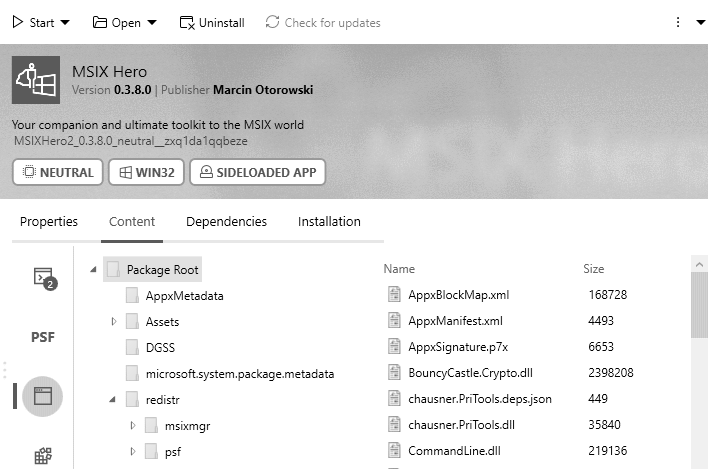 Start Open Uninstall Check for updates
MSIX Hero
Version 0.3.8.0 | Publisher Marcin Otorowski
Your companion and ultimate toolkit to the MSIX world
MSIXHero2_0.3.8.0_neutral__zxq1da1qqbeze
NEUTRAL WIN32 SIDELOADED APP
Properties Content Dependencies Installation
2
PSF
Package Root
AppxMetadata
Assets
DGSS
microsoft.system.package.metadata
redistr
msixmgr
psf
Name Size
AppxBlockMap.xml 168728
AppxManifest.xml 4493
AppxSignature.p7x 6653
BouncyCastle.Crypto.dll 2398208
chausner.PriTools.deps.json 449
chausner.PriTools.dll 35840
CommandLine.dll 219136